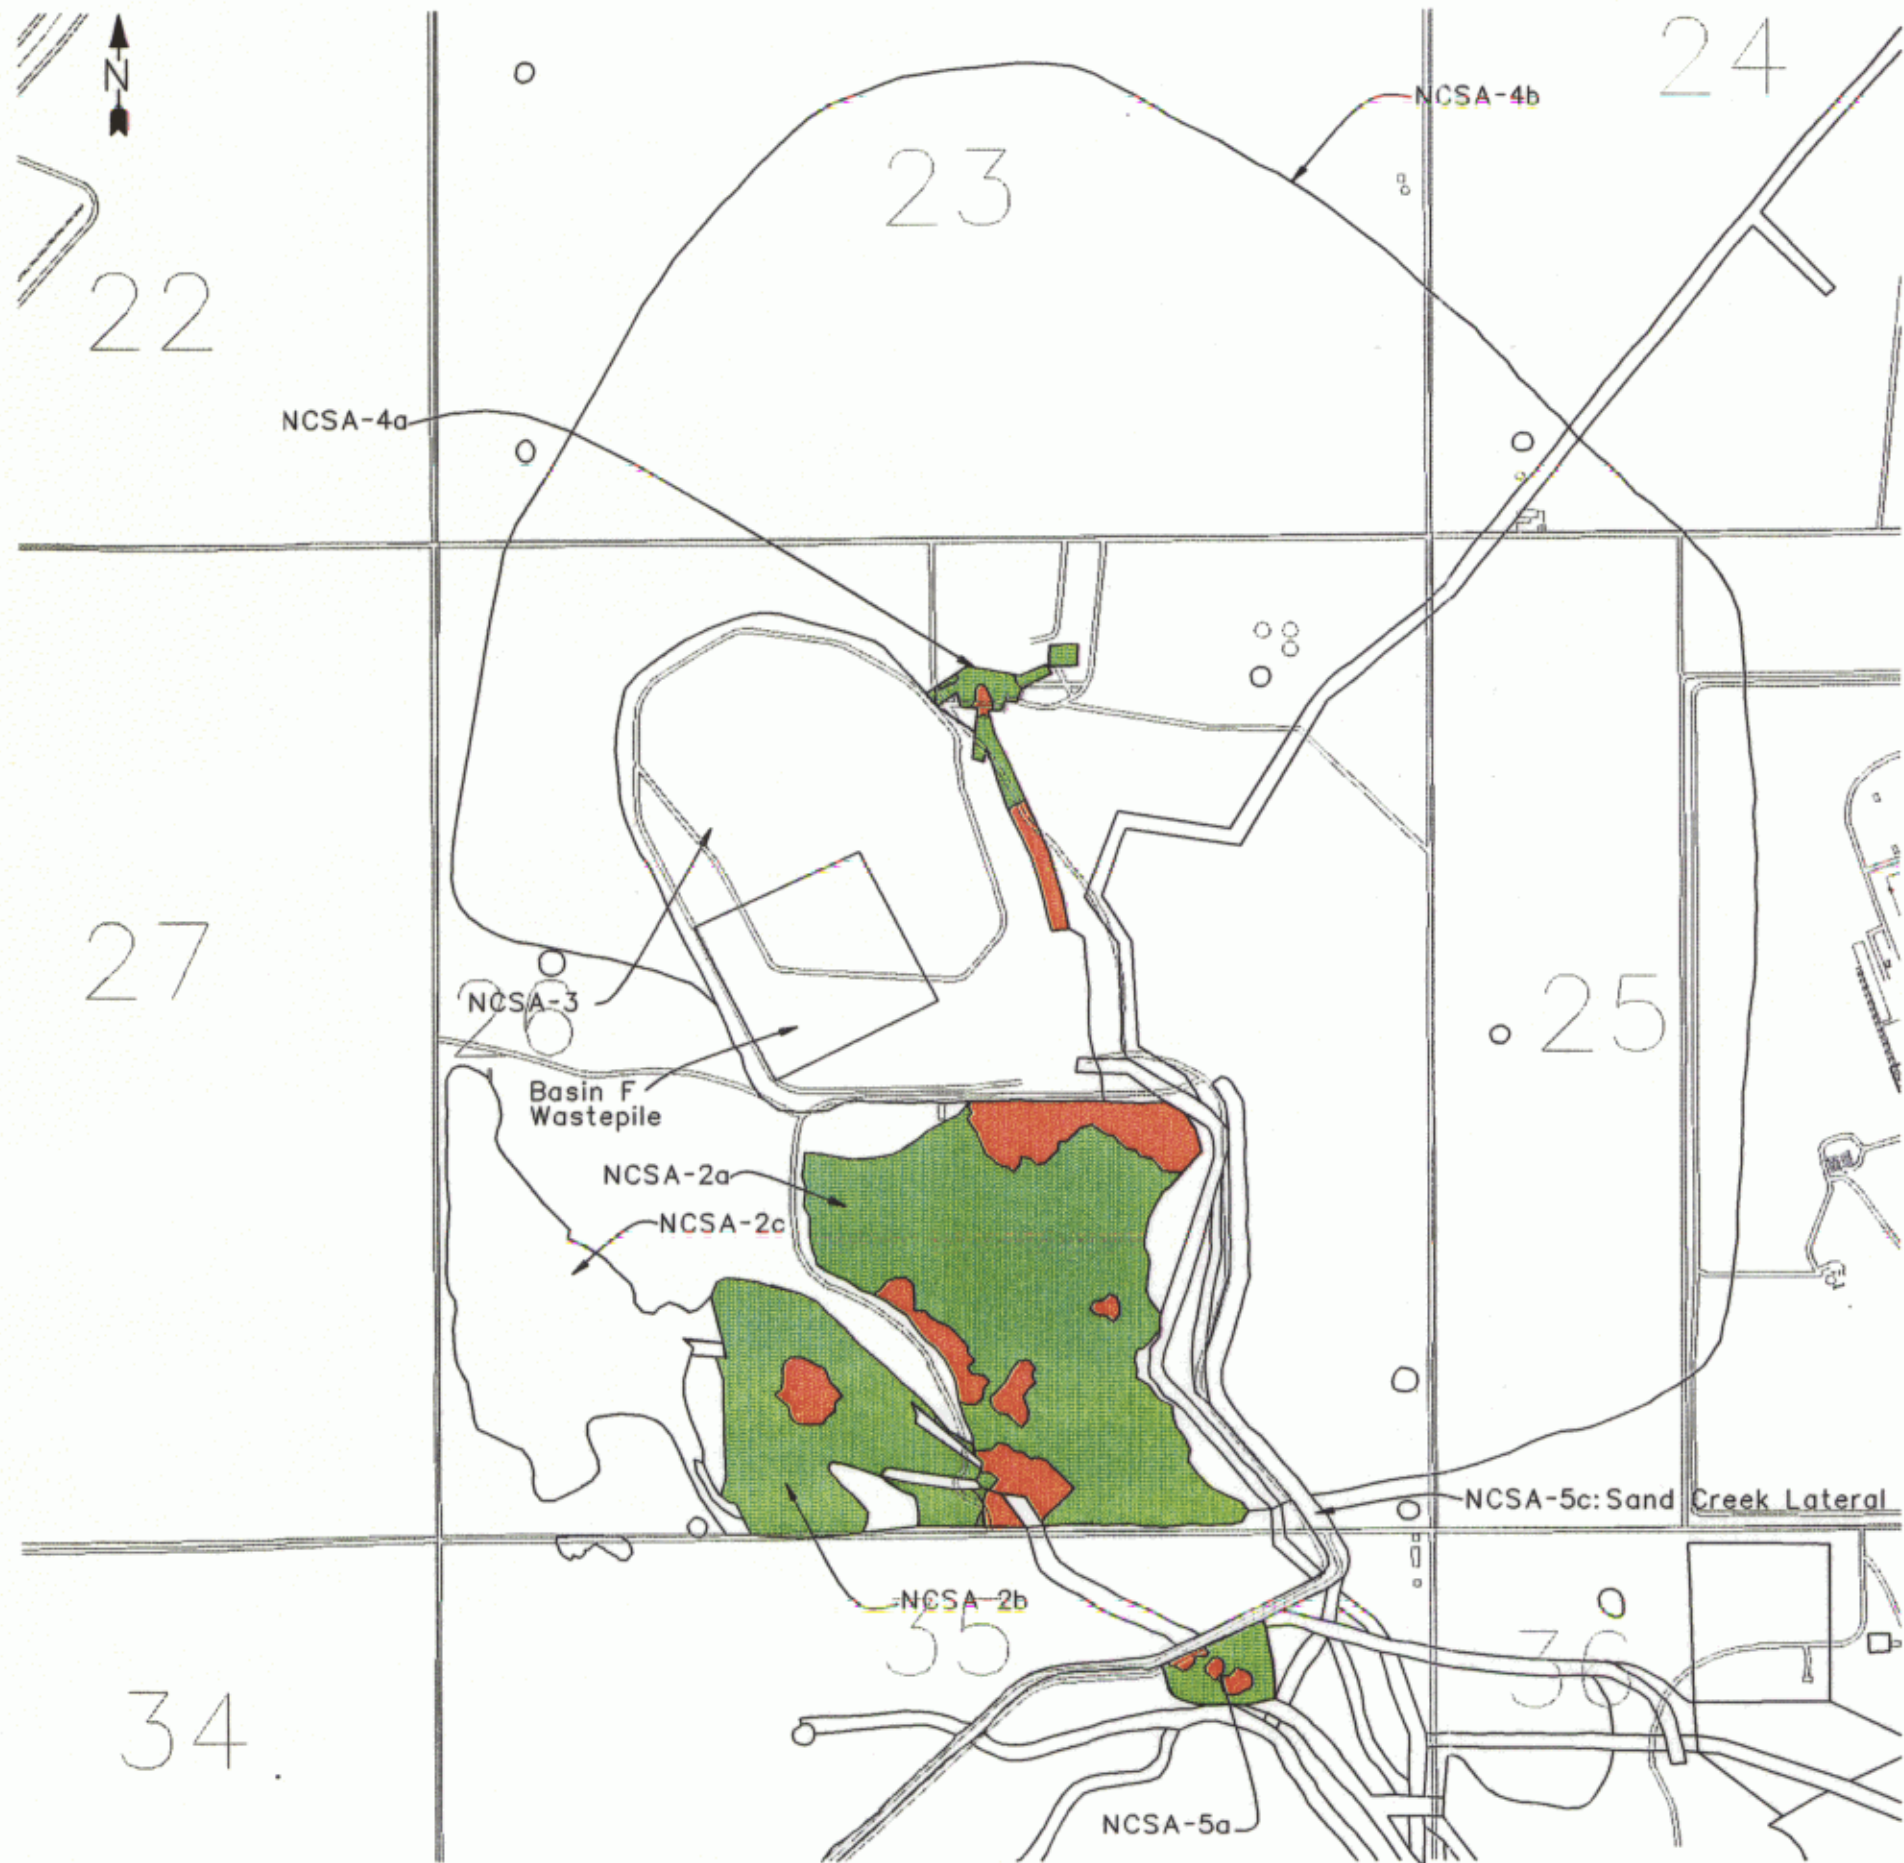 24
N
NCSA-4b
23
22
NCSA-4a
27
25
26
NCSA-3
Basin F
Wastepile
NCSA-2a
NCSA-2c
NCSA-5c: Sand Creek Lateral
NCSA-2b
35
36
34
NCSA-5a